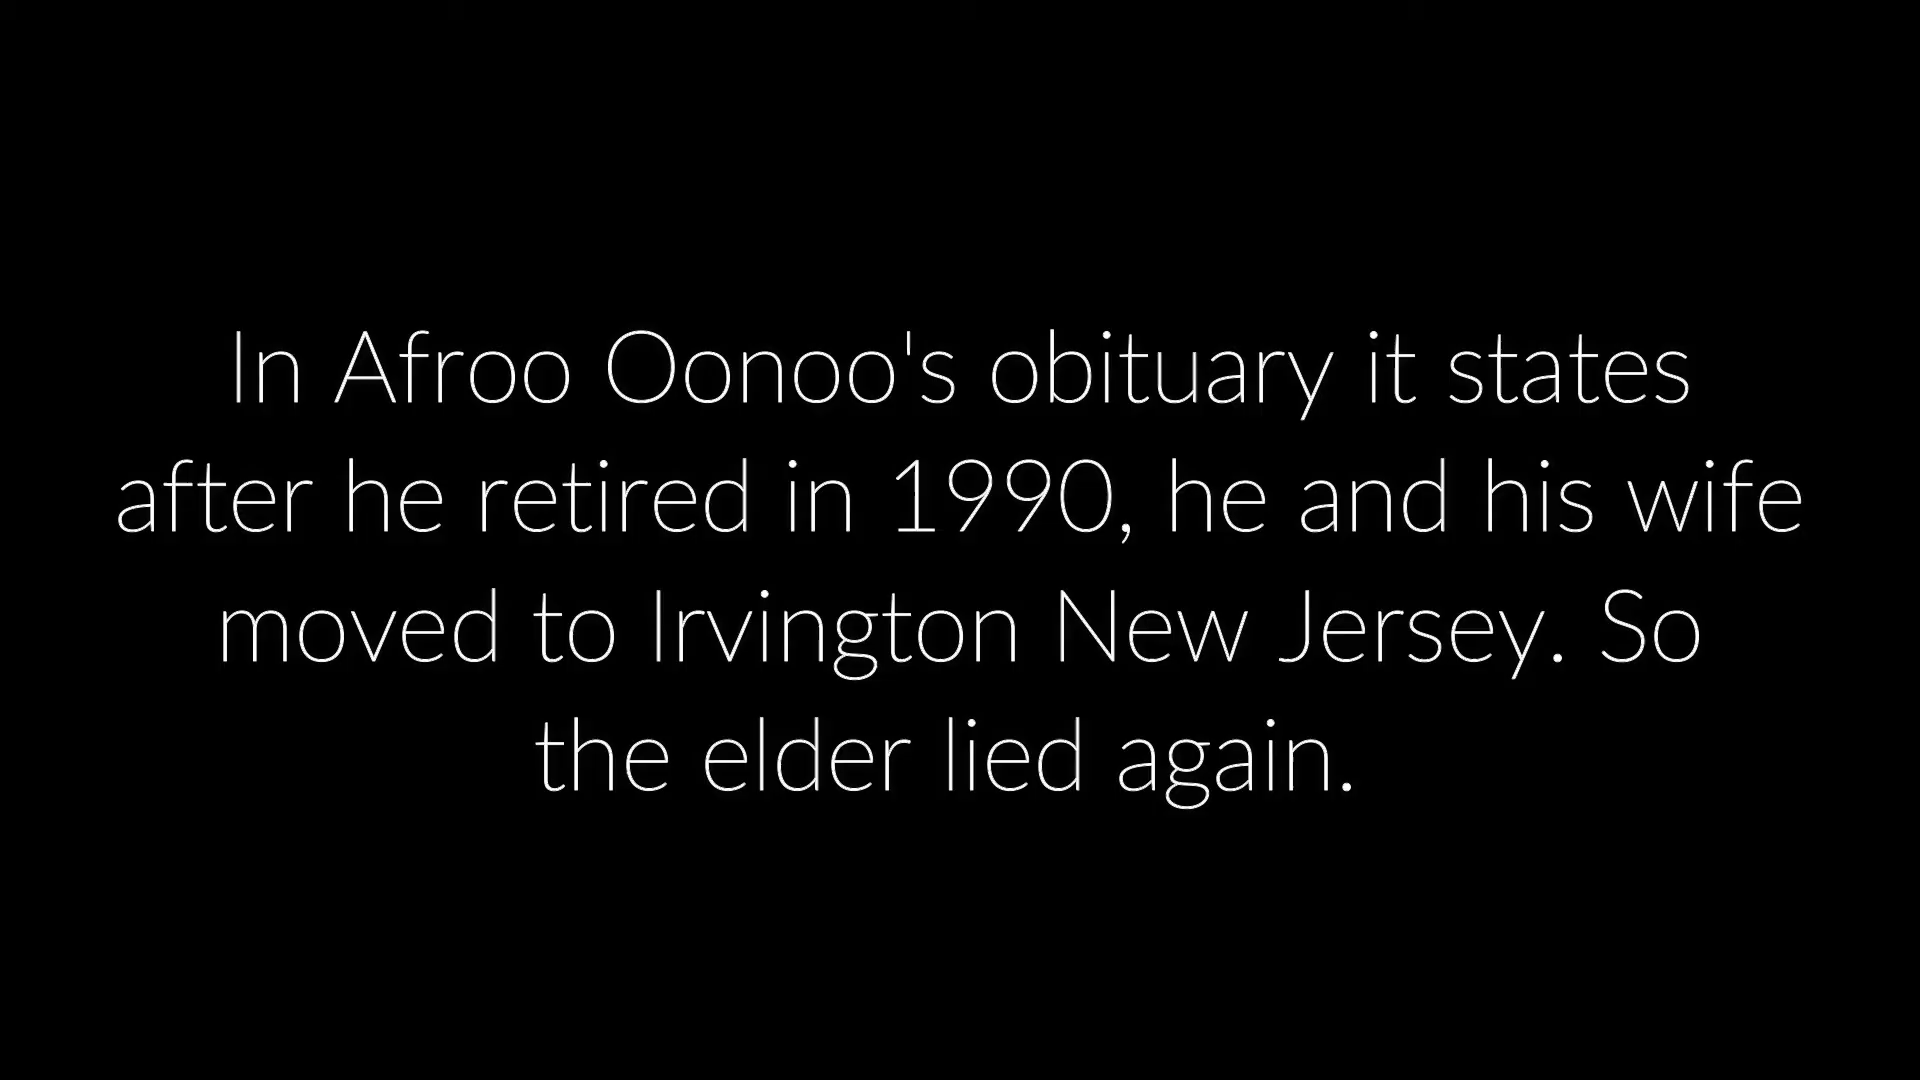 In Afroo Oonoo's obituary it states
after he retired in 1990, he and his wife
moved to Irvington New Jersey. So
the elder lied again.